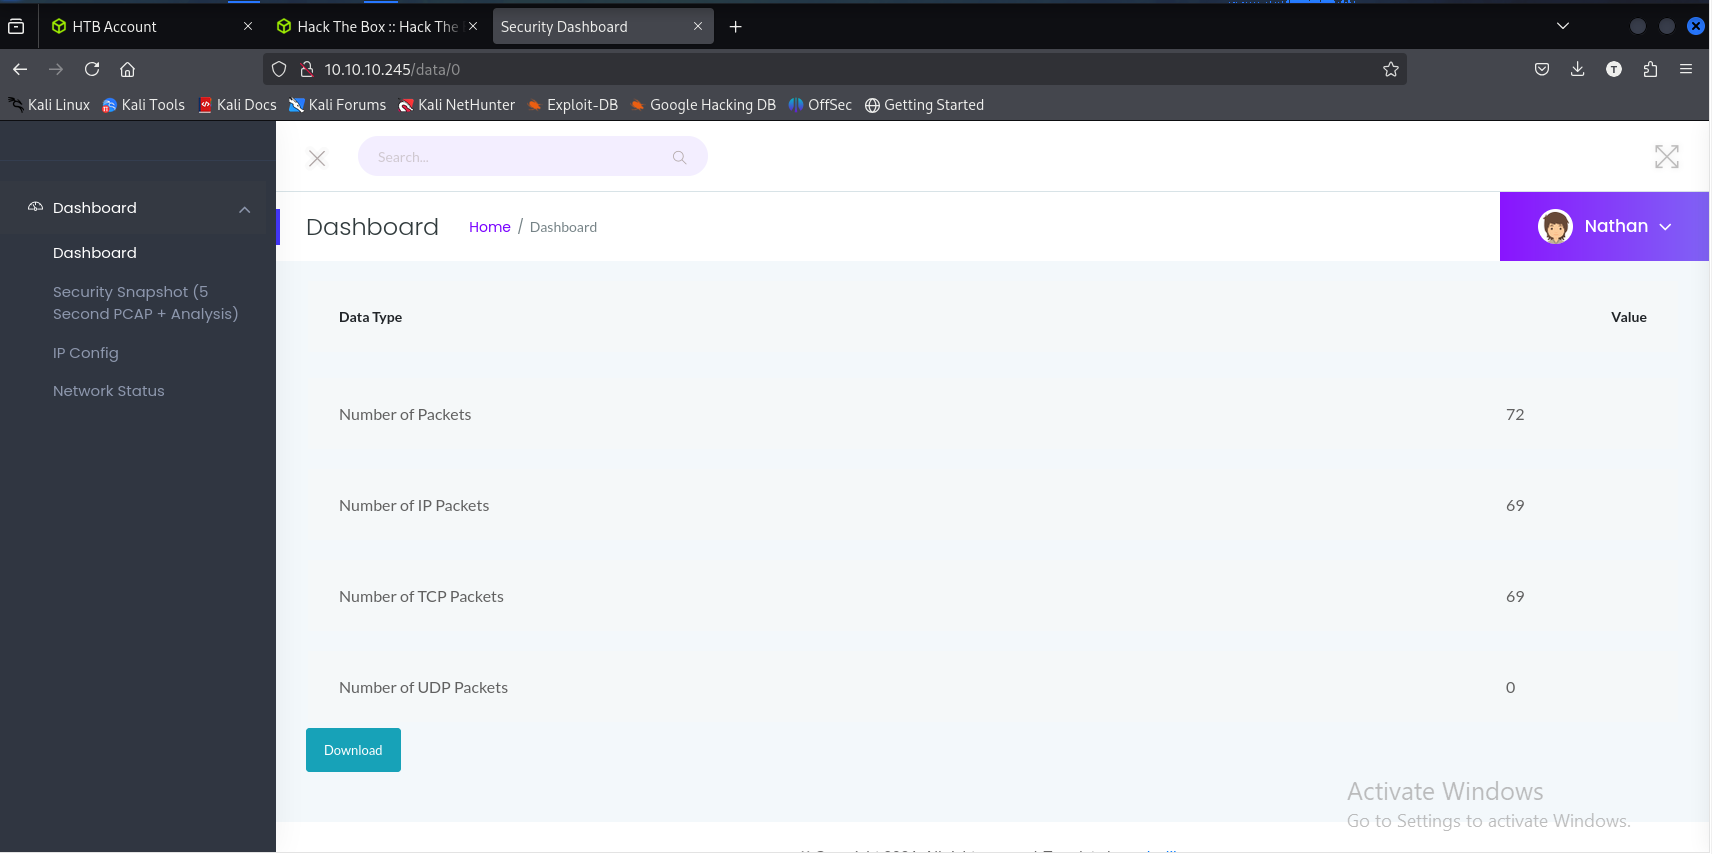 HTB Account
Hack The Box :: Hack The
Security Dashboard
10.10.10.245/data/0
T
Kali Linux
Kali Tools
Kali Docs
Kali Forums
Kali NetHunter
Exploit-DB
Google Hacking DB
OffSec
Getting Started
Search...
Dashboard
Dashboard
Security Snapshot (5
Second PCAP + Analysis)
IP Config
Network Status
Dashboard
Home / Dashboard
Nathan
Data Type Value
Number of Packets 72
Number of IP Packets 69
Number of TCP Packets 69
Number of UDP Packets 0
Download
Activate Windows
Go to Settings to activate Windows.